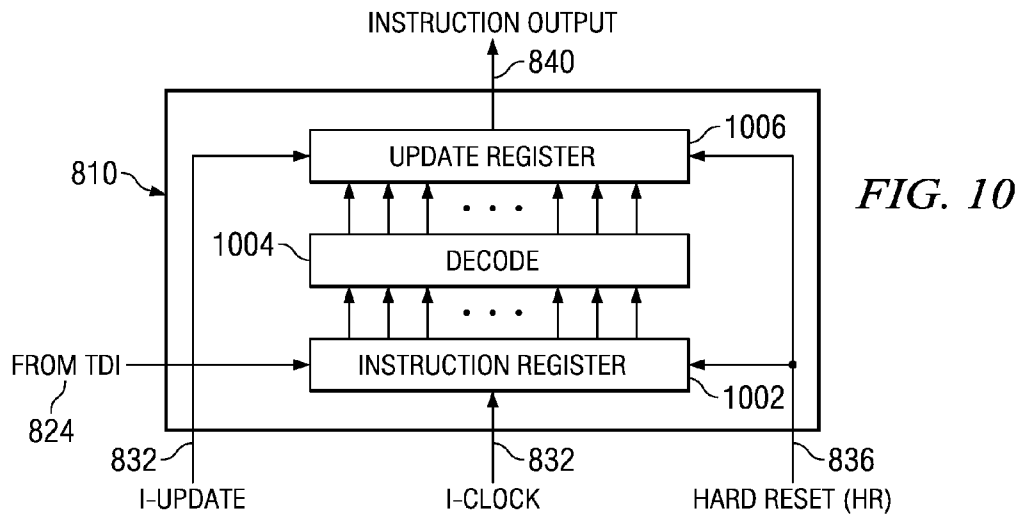 INSTRUCTION OUTPUT
840
1006
UPDATE REGISTER
810
FIG. 10
1004
DECODE
FROM TDI
INSTRUCTION REGISTER
1002
824
832
832
836
I-UPDATE
I-CLOCK
HARD RESET (HR)